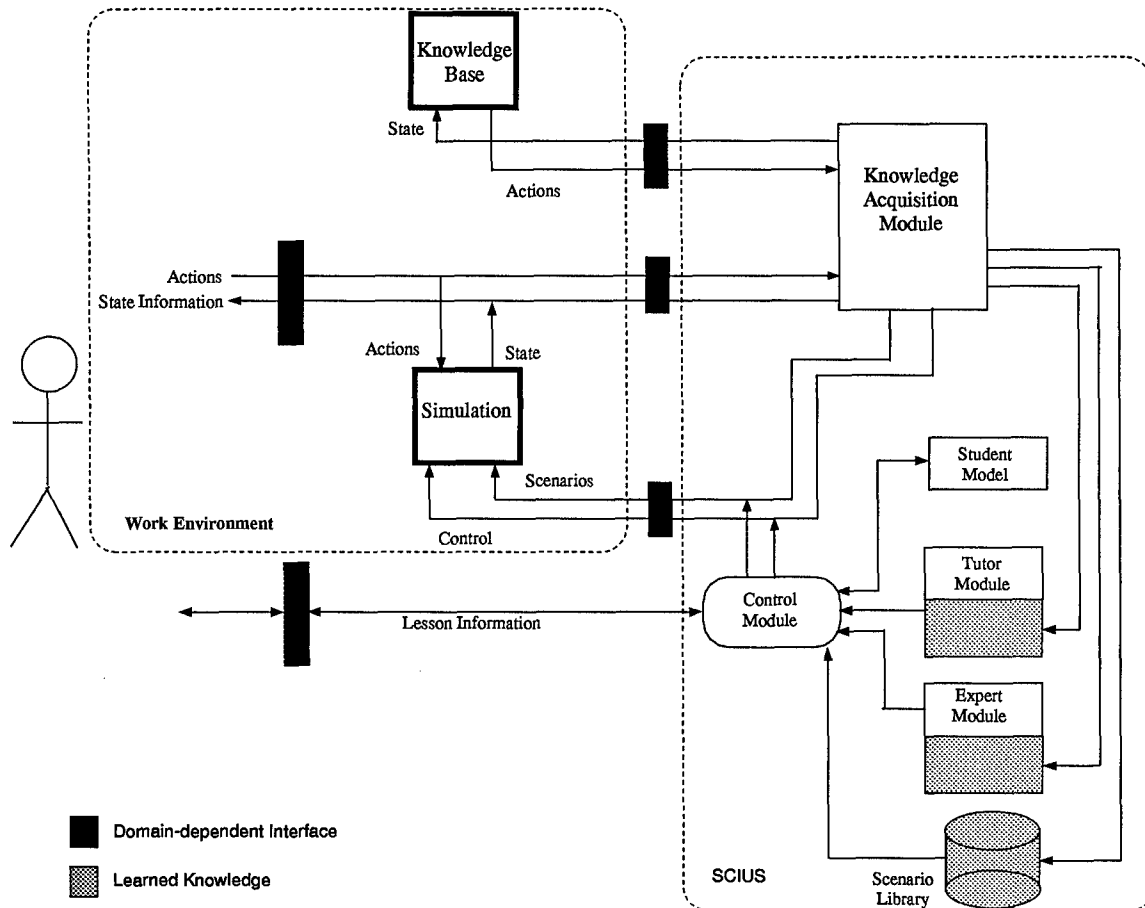 Knowledge
Base
State
Actions
Knowledge
Acquisition
Module
Actions
State Information
Actions
State
Simulation
Scenarios
Control
Work Environment
Student
Model
Tutor
Module
Control
Module
Lesson Information
Expert
Module
Domain-dependent Interface
Learned Knowledge
SCIUS
Scenario
Library